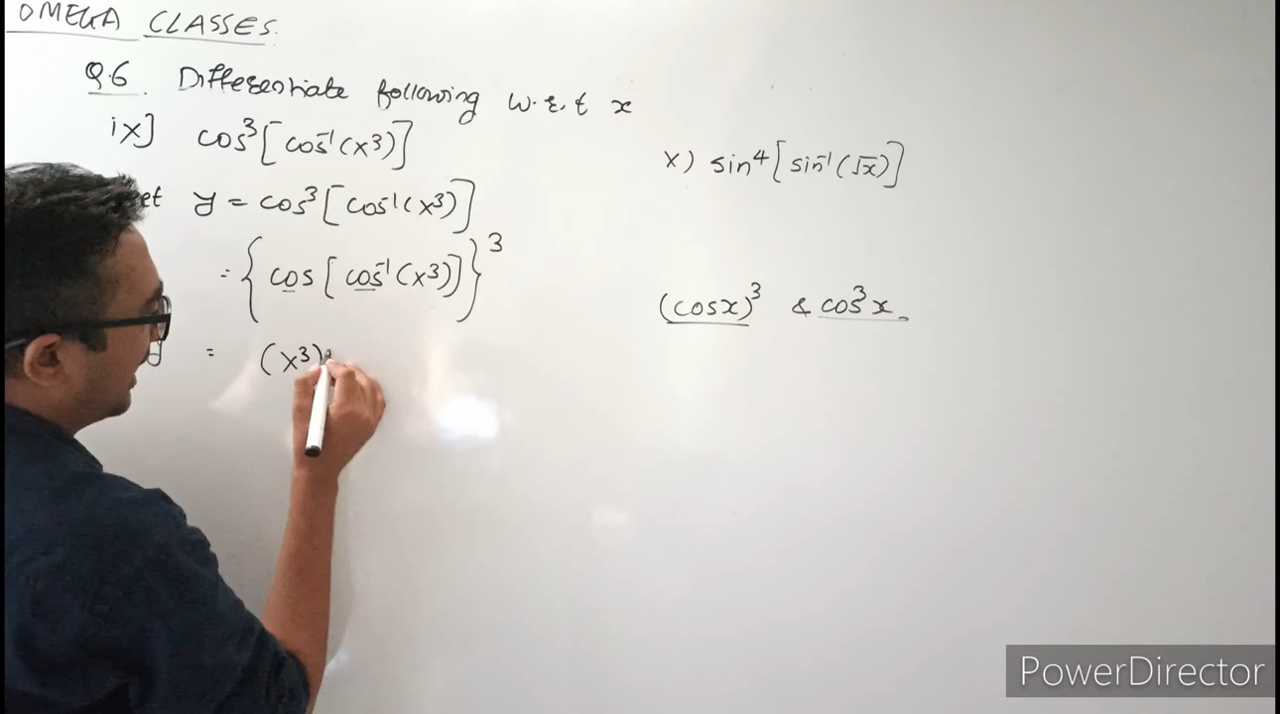 OMEGA CLASSES.
Q.6. Differentiate following w.r.t x
ix] cos³[cos⁻¹(x³)]
x) sin⁴[sin⁻¹(√x)]
y = cos³[cos⁻¹(x³)]
= {cos[cos⁻¹(x³)]}³
(cosx)³ & cos³x
= (x³)
PowerDirector